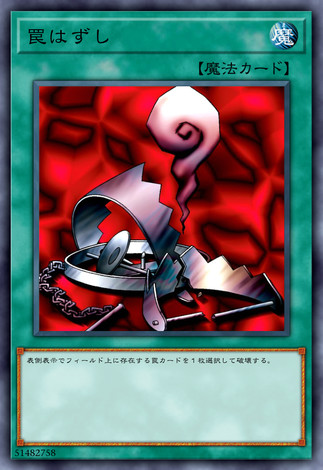 罠はずし
魔
【魔法カード】
表側表示でフィールド上に存在する罠カードを１枚選択して破壊する。
51482758